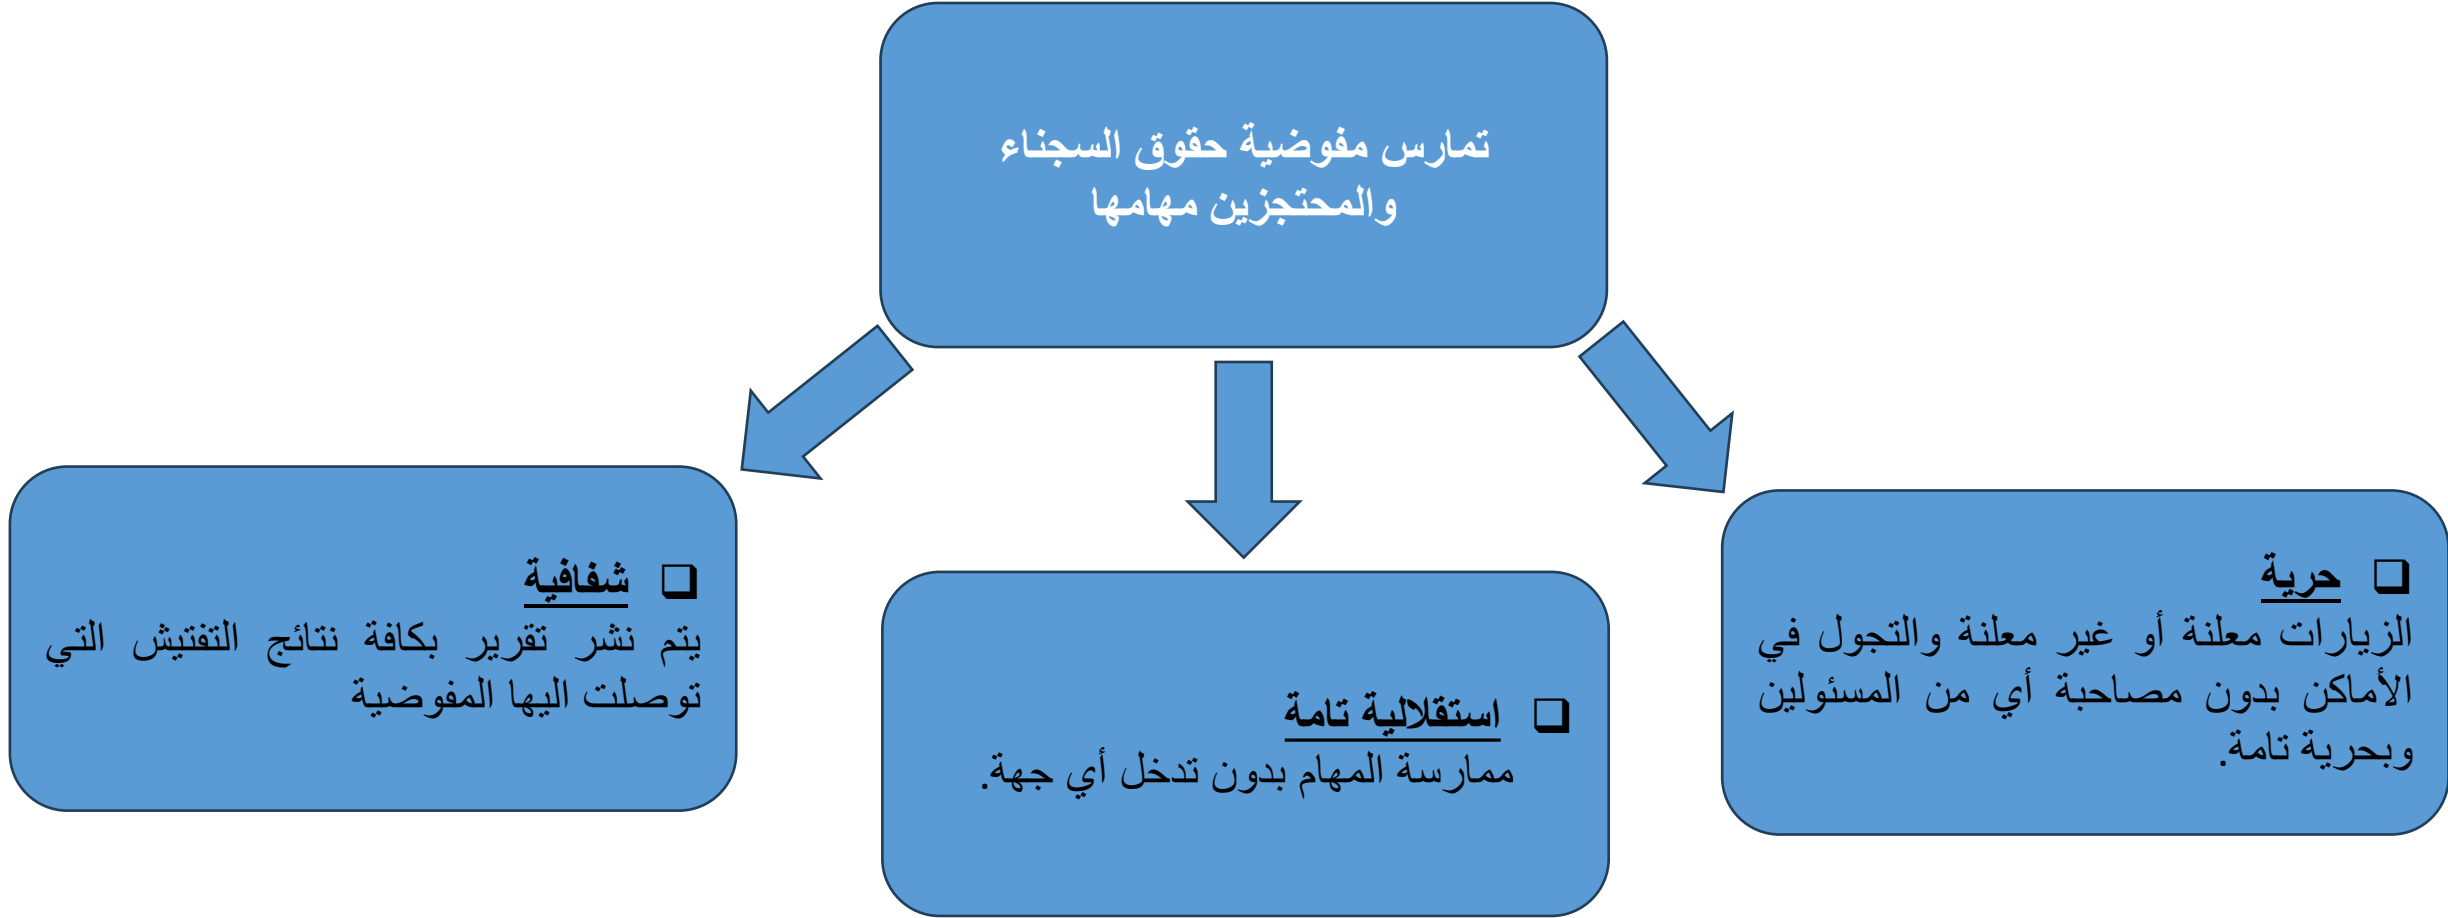 تمارس مفوضية حقوق السجناء
والمحتجزين مهامها
حرية
الزيارات معلنة أو غير معلنة والتجول في
الأماكن بدون مصاحبة أي من المسئولين
وبحرية تامة.
استقلالية تامة
ممارسة المهام بدون تدخل أي جهة.
شفافية
يتم نشر تقرير بكافة نتائج التفتيش التي
توصلت اليها المفوضية